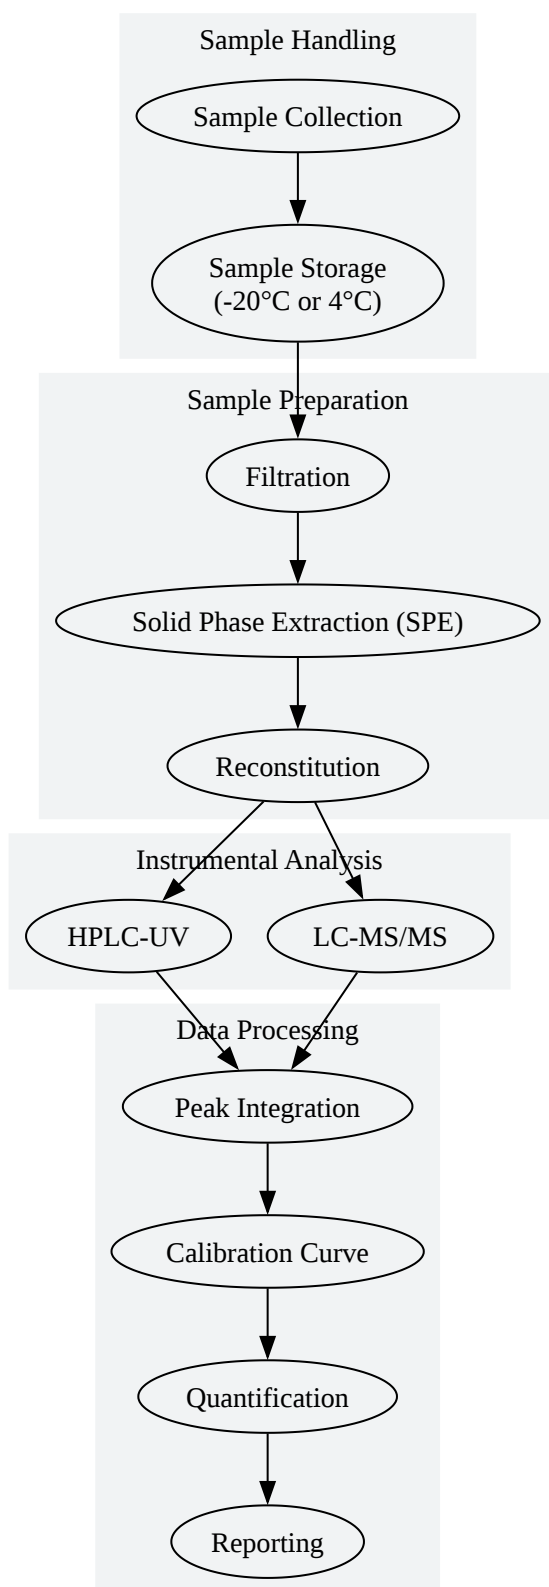 Sample Handling
Sample Collection
Sample Storage
(-20°C or 4°C)
Sample Preparation
Filtration
Solid Phase Extraction (SPE)
Reconstitution
Instrumental Analysis
HPLC-UV
LC-MS/MS
Data Processing
Peak Integration
Calibration Curve
Quantification
Reporting